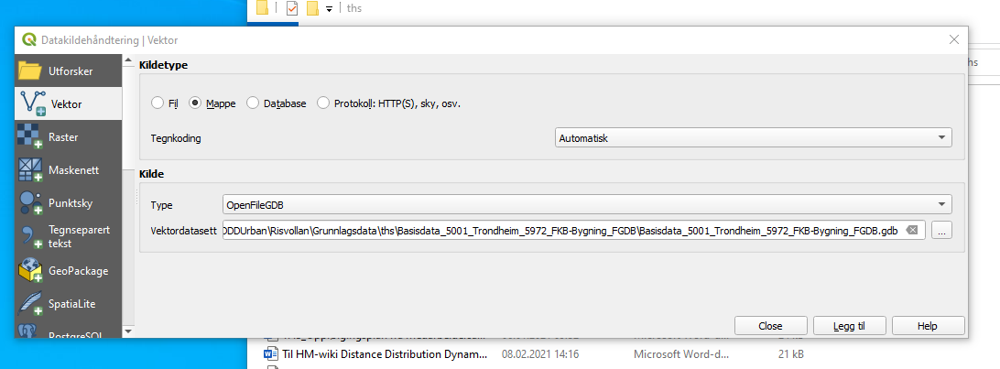 ths
Datakildehåndtering | Vektor
Utforsker
Vektor
Raster
Maskenett
Punktsky
Tegnseparert
tekst
GeoPackage
SpatiaLite
PostgreSQL
Kildetype
Fil Mappe Database Protokoll: HTTP(S), sky, osv.
Tegnkoding Automatisk
Kilde
Type OpenFileGDB
Vektordatasett DDDUrban\Risvollan\Grunnlagsdata\ths\Basisdata_5001_Trondheim_5972_FKB-Bygning_FGDB\Basisdata_5001_Trondheim_5972_FKB-Bygning_FGDB.gdb ...
Close Legg til Help
hs
Til HM-wiki Distance Distribution Dynam... 08.02.2021 14:16 Microsoft Word-d... 21 kB